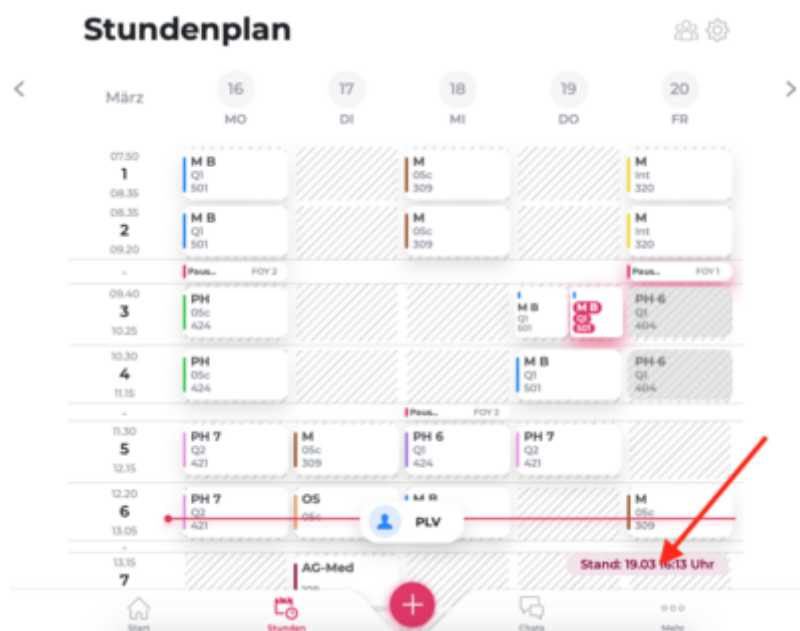 Stundenplan
März
16
17
18
19
20
MO
DI
MI
DO
FR
07.50
1
08.35
M B
Q1
501
M
05c
309
M
Int
320
08.35
2
09.20
M B
Q1
501
M
05c
309
M
Int
320
-
Paus... FOY 2
Paus... FOY 1
09.40
3
10.25
PH
05c
424
M B
Q1
501
M B
Q1
501
PH 6
Q1
404
10.30
4
11.15
PH
05c
424
M B
Q1
501
PH 6
Q1
404
-
Paus... FOY 2
11.30
5
12.15
PH 7
Q2
421
M
05c
309
PH 6
Q1
424
PH 7
Q2
421
12.20
6
13.05
PH 7
Q2
421
OS
05c
M B
M
05c
309
PLV
-
13.15
7
AG-Med
Stand: 19.03 16:13 Uhr
Start
Stunden
Chats
Mehr